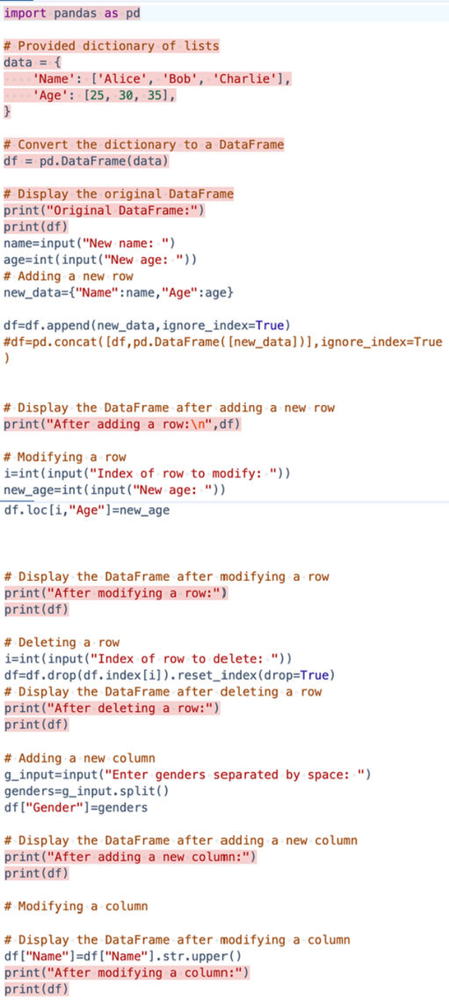 import pandas as pd
# Provided dictionary of lists
data = {
    'Name': ['Alice', 'Bob', 'Charlie'],
    'Age': [25, 30, 35],
}
# Convert the dictionary to a DataFrame
df = pd.DataFrame(data)
# Display the original DataFrame
print("Original DataFrame:")
print(df)
name=input("New name: ")
age=int(input("New age: "))
# Adding a new row
new_data={"Name":name,"Age":age}
df=df.append(new_data,ignore_index=True)
#df=pd.concat([df,pd.DataFrame([new_data])],ignore_index=True
)
# Display the DataFrame after adding a new row
print("After adding a row:\n",df)
# Modifying a row
i=int(input("Index of row to modify: "))
new_age=int(input("New age: "))
df.loc[i,"Age"]=new_age
# Display the DataFrame after modifying a row
print("After modifying a row:")
print(df)
# Deleting a row
i=int(input("Index of row to delete: "))
df=df.drop(df.index[i]).reset_index(drop=True)
# Display the DataFrame after deleting a row
print("After deleting a row:")
print(df)
# Adding a new column
g_input=input("Enter genders separated by space: ")
genders=g_input.split()
df["Gender"]=genders
# Display the DataFrame after adding a new column
print("After adding a new column:")
print(df)
# Modifying a column
# Display the DataFrame after modifying a column
df["Name"]=df["Name"].str.upper()
print("After modifying a column:")
print(df)